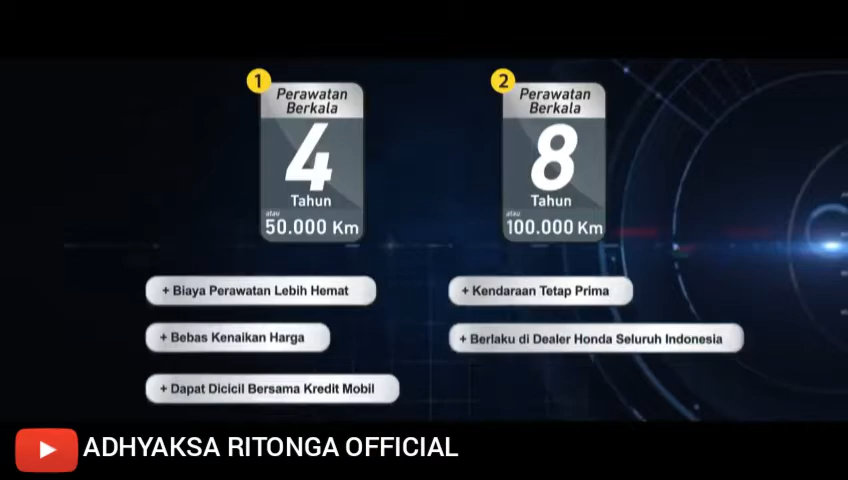 1
Perawatan
Berkala
4
Tahun
atau
50.000 Km
2
Perawatan
Berkala
8
Tahun
atau
100.000 Km
+ Biaya Perawatan Lebih Hemat
+ Bebas Kenaikan Harga
+ Dapat Dicicil Bersama Kredit Mobil
+ Kendaraan Tetap Prima
+ Berlaku di Dealer Honda Seluruh Indonesia
ADHYAKSA RITONGA OFFICIAL